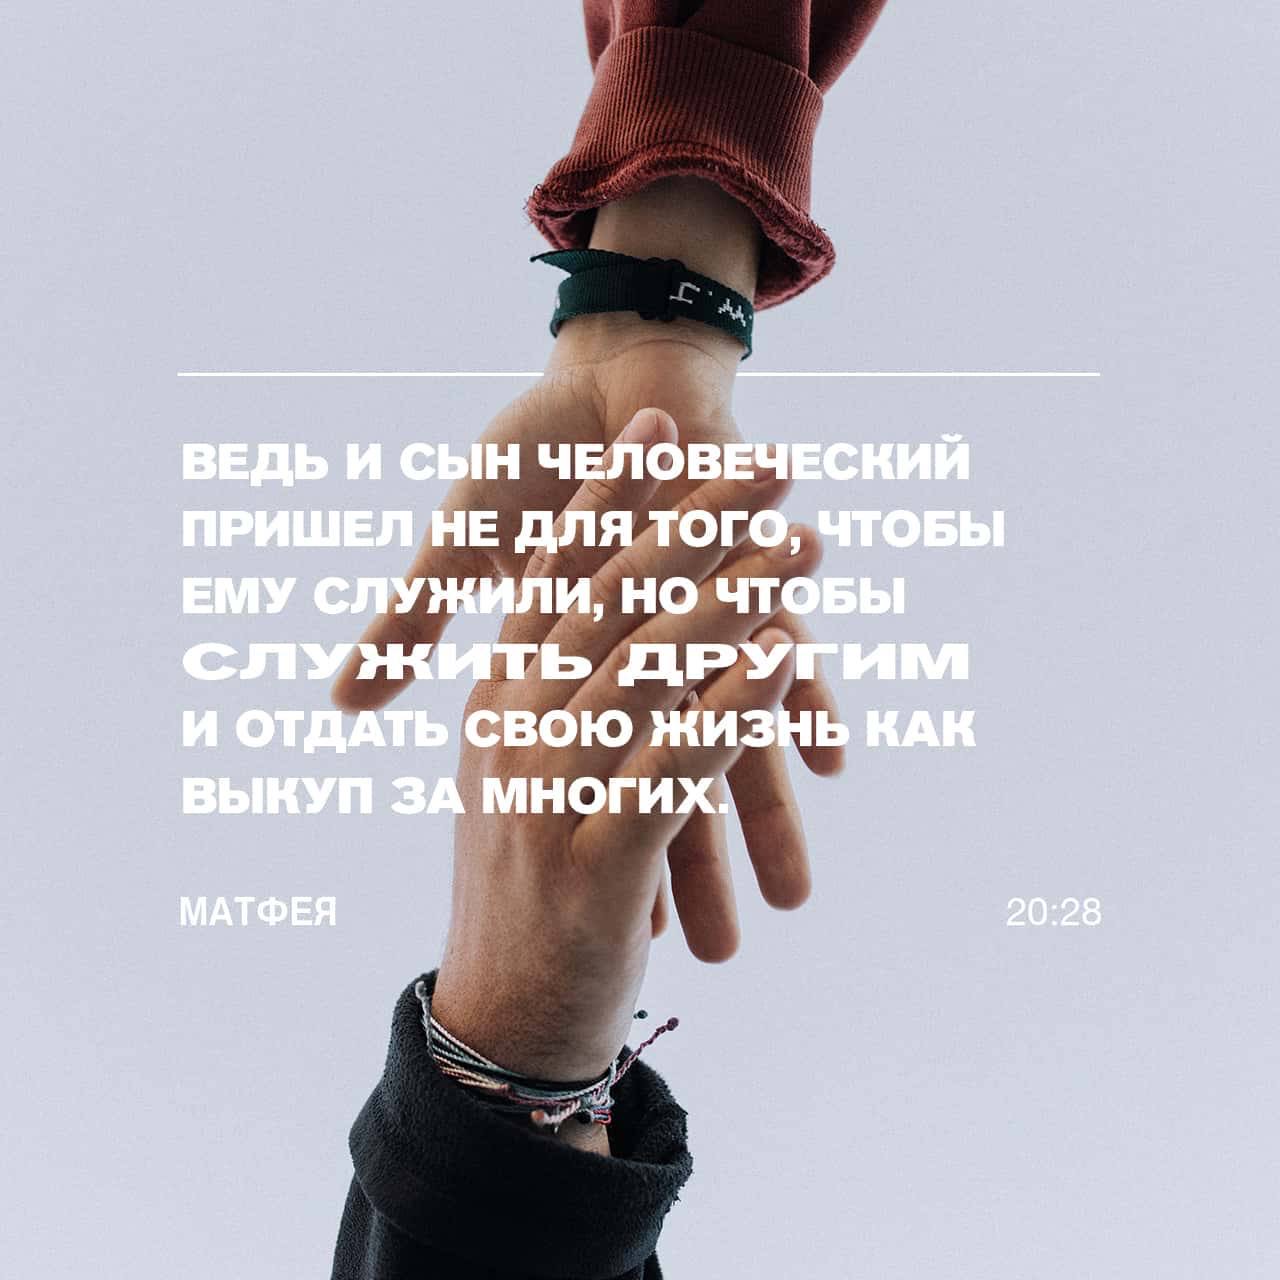 ВЕДЬ И СЫН ЧЕЛОВЕЧЕСКИЙ
ПРИШЕЛ НЕ ДЛЯ ТОГО, ЧТОБЫ
ЕМУ СЛУЖИЛИ, НО ЧТОБЫ
СЛУЖИТЬ ДРУГИМ
И ОТДАТЬ СВОЮ ЖИЗНЬ КАК
ВЫКУП ЗА МНОГИХ.
МАТФЕЯ 20:28